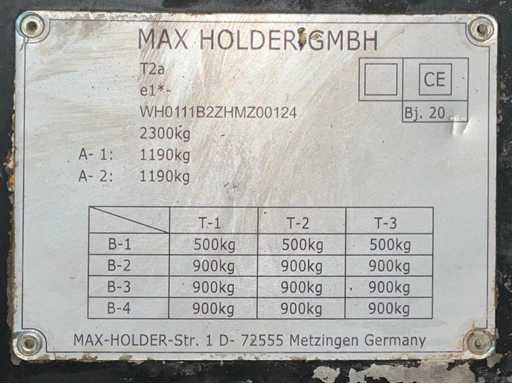 MAX HOLDER GMBH
T2a
e1*-
WH0111B2ZHMZ00124
2300kg
A- 1: 1190kg
A- 2: 1190kg
CE
Bj. 20
T-1 T-2 T-3
B-1 500kg 500kg 500kg
B-2 900kg 900kg 900kg
B-3 900kg 900kg 900kg
B-4 900kg 900kg 900kg
MAX-HOLDER-Str. 1 D- 72555 Metzingen Germany